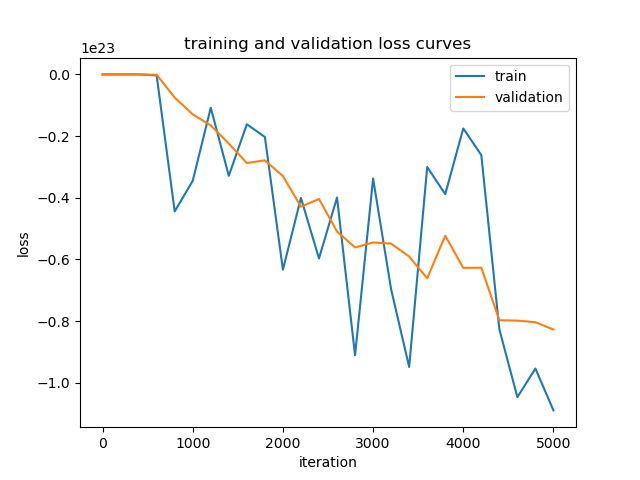 training and validation loss curves
1e23
train
validation
0.0
−0.2
−0.4
−0.6
−0.8
−1.0
loss
0 1000 2000 3000 4000 5000
iteration